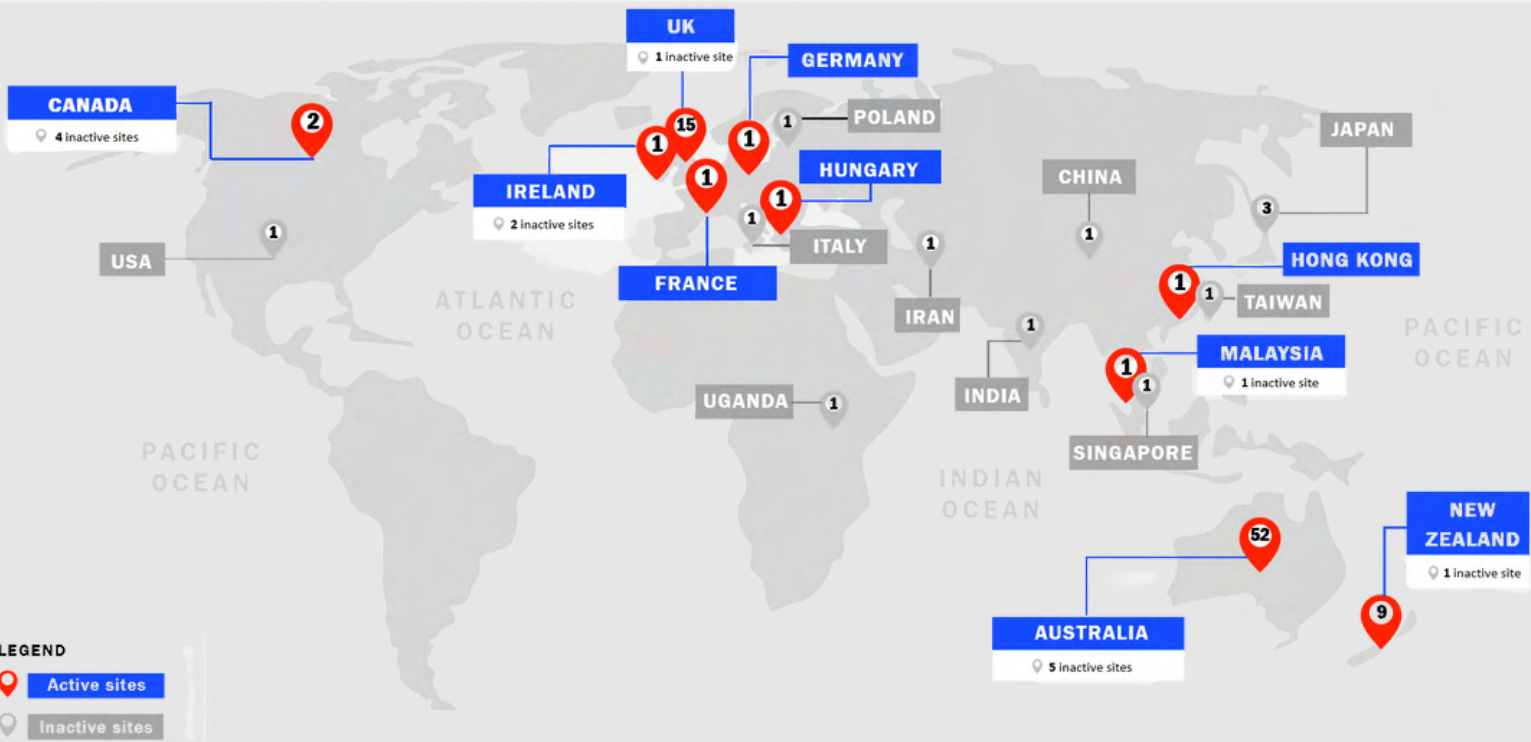 UK
1 inactive site
GERMANY
CANADA
4 inactive sites
2
15
1
1
1
POLAND
JAPAN
IRELAND
2 inactive sites
1
HUNGARY
1
CHINA
1
3
USA
1
1
ITALY
FRANCE
1
IRAN
HONG KONG
1
1
TAIWAN
ATLANTIC
OCEAN
PACIFIC
OCEAN
1
INDIA
MALAYSIA
1 inactive site
1
1
SINGAPORE
UGANDA
1
PACIFIC
OCEAN
INDIAN
OCEAN
NEW
ZEALAND
1 inactive site
9
52
AUSTRALIA
5 inactive sites
LEGEND
Active sites
Inactive sites